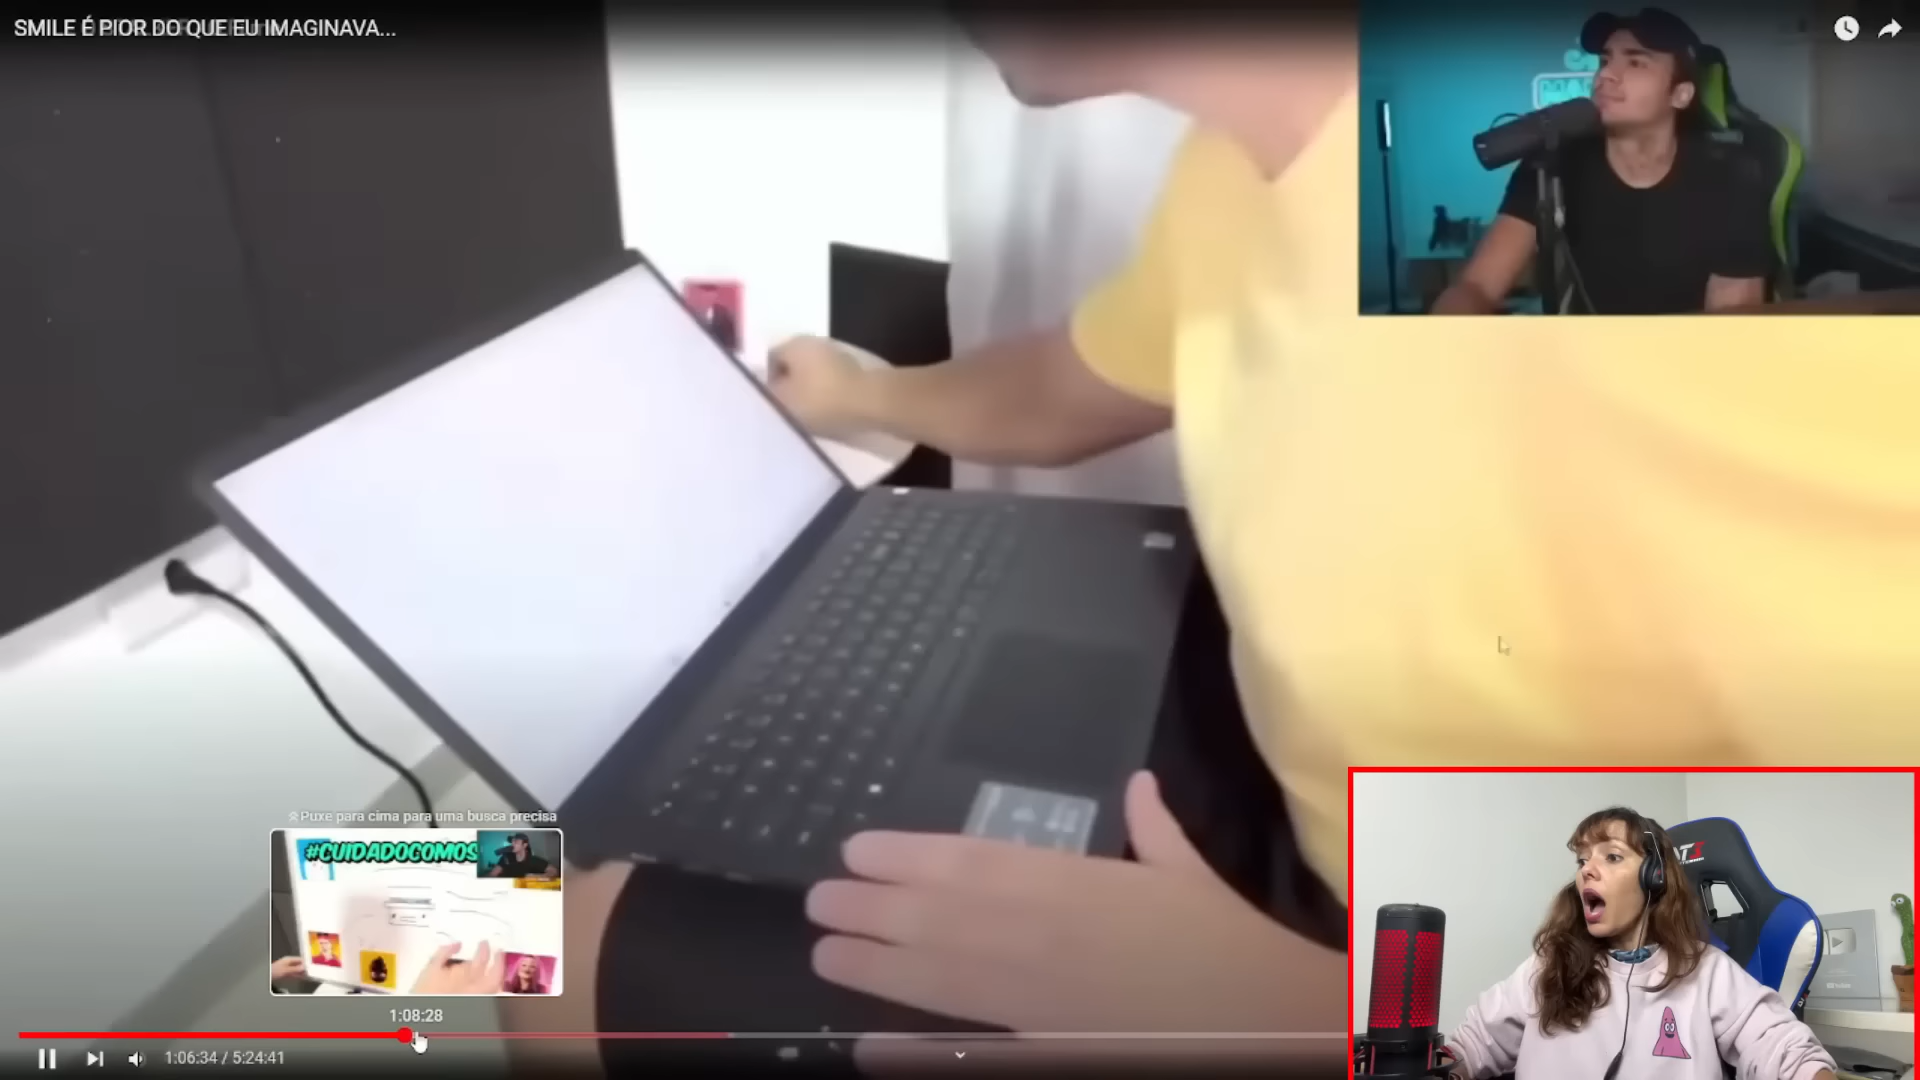 SMILE É PIOR DO QUE EU IMAGINAVA...
Puxe para cima para uma busca precisa
#CUIDADOCOMOS
1:08:28
1:06:34 / 5:24:41